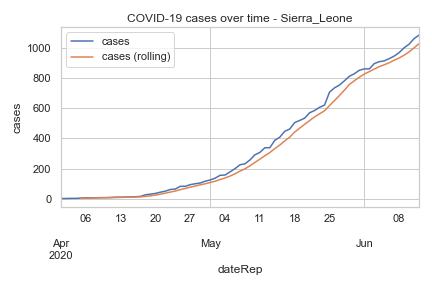 COVID-19 cases over time - Sierra_Leone
cases
cases (rolling)
1000
800
600
400
200
0
cases
06 13 20 27 04 11 18 25 08
Apr May Jun
2020
dateRep